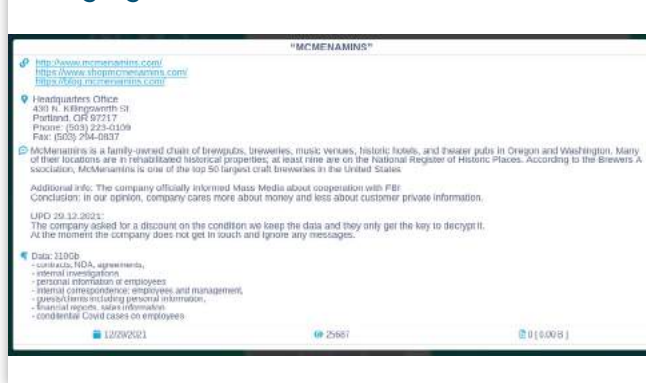 "MCMENAMINS"
http://www.mcmenamins.com/
https://www.shopmcmenamins.com/
https://blog.mcmenamins.com/
Headquarters Office
430 N. Killingsworth St.
Portland, OR 97217
Phone: (503) 223-0109
Fax: (503) 294-0837
McMenamins is a family-owned chain of brewpubs, breweries, music venues, historic hotels, and theater pubs in Oregon and Washington. Many
of their locations are in rehabilitated historical properties; at least nine are on the National Register of Historic Places. According to the Brewers A
ssociation, McMenamins is one of the top 50 largest craft breweries in the United States
Additional info: The company officially informed Mass Media about cooperation with FBI
Conclusion: in our opinion, company cares more about money and less about customer private information.
UPD 29.12.2021:
The company asked for a discount on the condition we keep the data and they only get the key to decrypt it.
At the moment the company does not get in touch and ignore any messages.
Data: 310Gb
- contracts, NDA, agreements,
- internal investigations
- personal information of employees
- internal correspondence: employees and management,
- guests/clients including personal information,
- financial reports, sales information
- conditential Covid cases on employees
12/29/2021
25687
0 [ 0.00 B ]